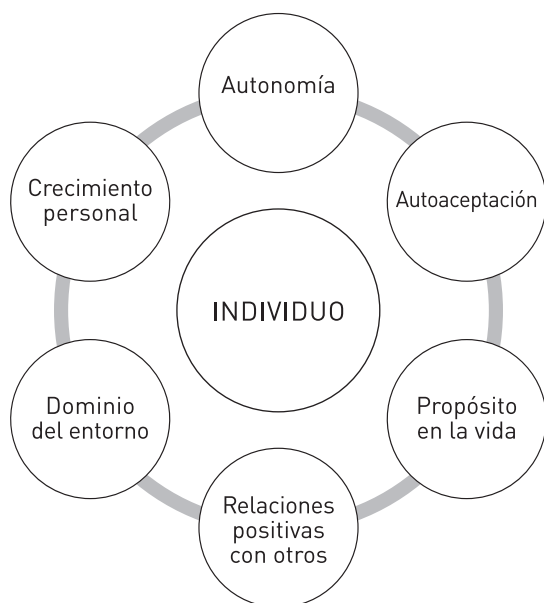 Autonomía
Crecimiento
personal
Autoaceptación
INDIVIDUO
Dominio
del entorno
Propósito
en la vida
Relaciones
positivas
con otros